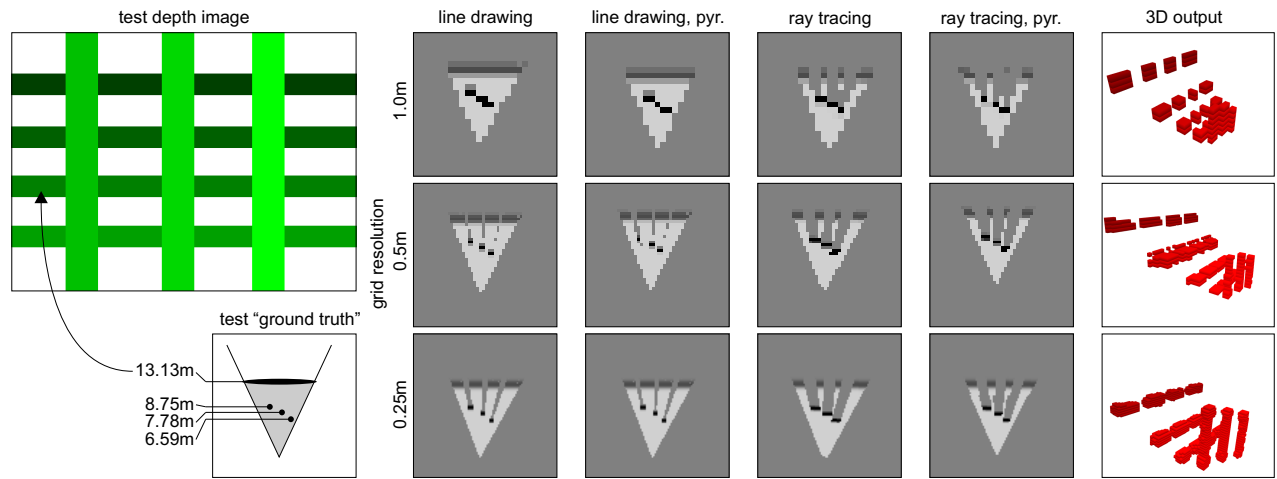 test depth image
line drawing
line drawing, pyr.
ray tracing
ray tracing, pyr.
3D output
grid resolution
1.0m
0.5m
0.25m
test “ground truth”
13.13m
8.75m
7.78m
6.59m